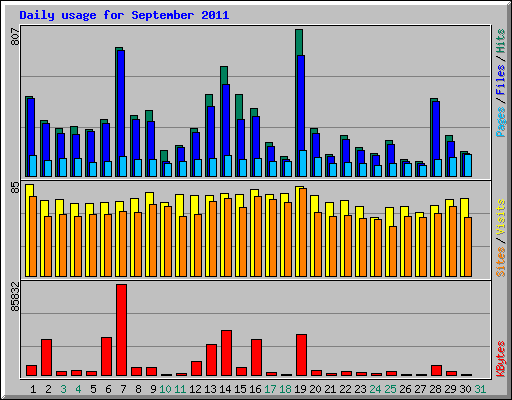 Daily usage for September 2011
807
Pages / Files / Hits
85
Sites / Visits
85832
KBytes
1 2 3 4 5 6 7 8 9 10 11 12 13 14 15 16 17 18 19 20 21 22 23 24 25 26 27 28 29 30 31